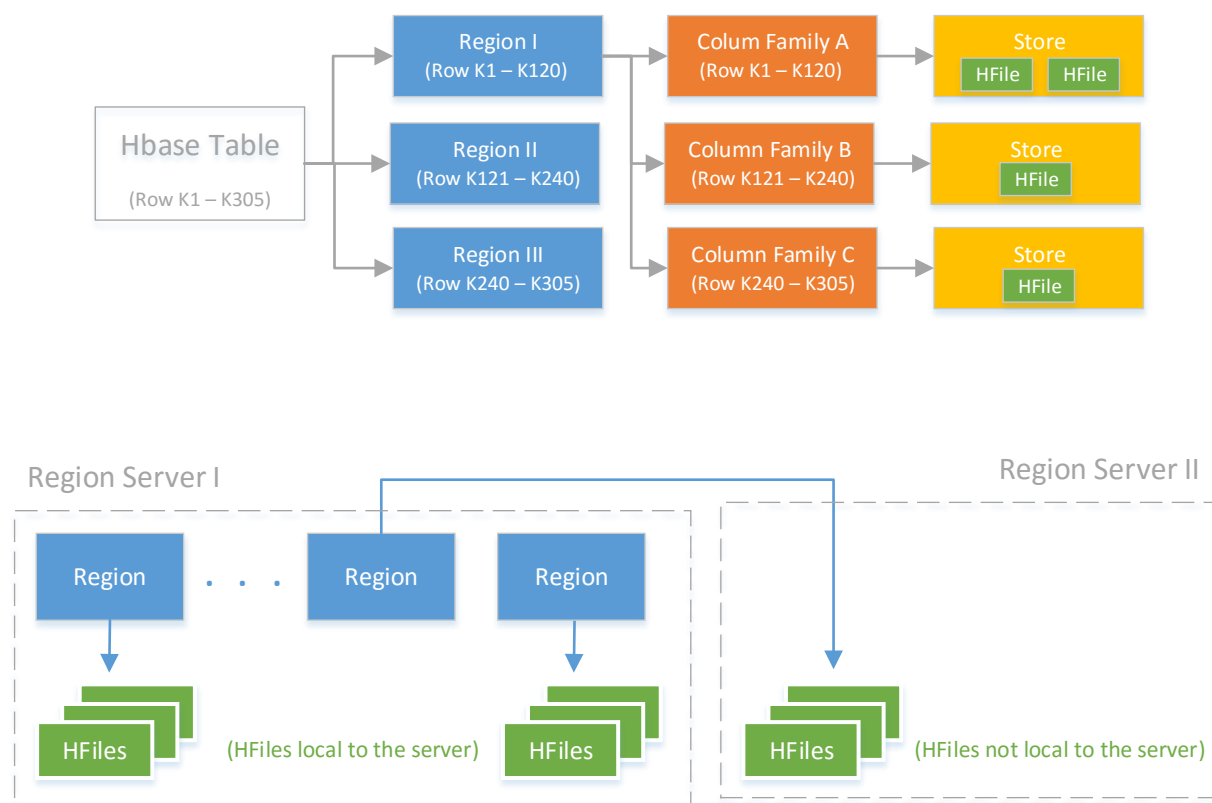 Region I
(Row K1 – K120)
Colum Family A
(Row K1 – K120)
Store
HFile
HFile
Hbase Table
(Row K1 – K305)
Region II
(Row K121 – K240)
Column Family B
(Row K121 – K240)
Store
HFile
Region III
(Row K240 – K305)
Column Family C
(Row K240 – K305)
Store
HFile
Region Server I
Region Server II
Region
. . .
Region
Region
HFiles
(HFiles local to the server)
HFiles
HFiles
(HFiles not local to the server)